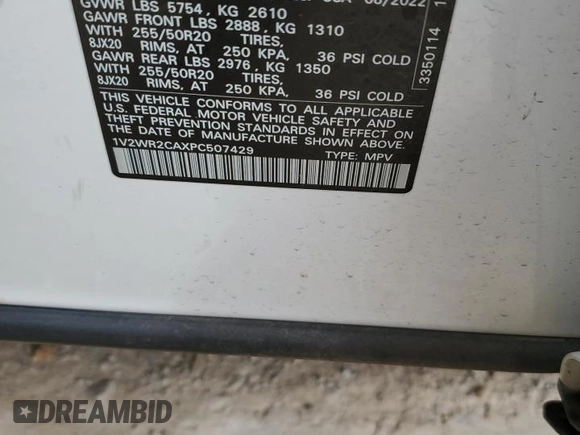 08/2022
GVWR LBS 5754, KG 2610
GAWR FRONT LBS 2888, KG 1310
WITH 255/50R20 TIRES,
8JX20 RIMS, AT 250 KPA, 36 PSI COLD
GAWR REAR LBS 2976, KG 1350
WITH 255/50R20 TIRES,
8JX20 RIMS, AT 250 KPA, 36 PSI COLD
THIS VEHICLE CONFORMS TO ALL APPLICABLE
U.S. FEDERAL MOTOR VEHICLE SAFETY AND
THEFT PREVENTION STANDARDS IN EFFECT ON
THE DATE OF MANUFACTURE SHOWN ABOVE.
1V2WR2CAXPC507429 TYPE: MPV
3350114
DREAMBID